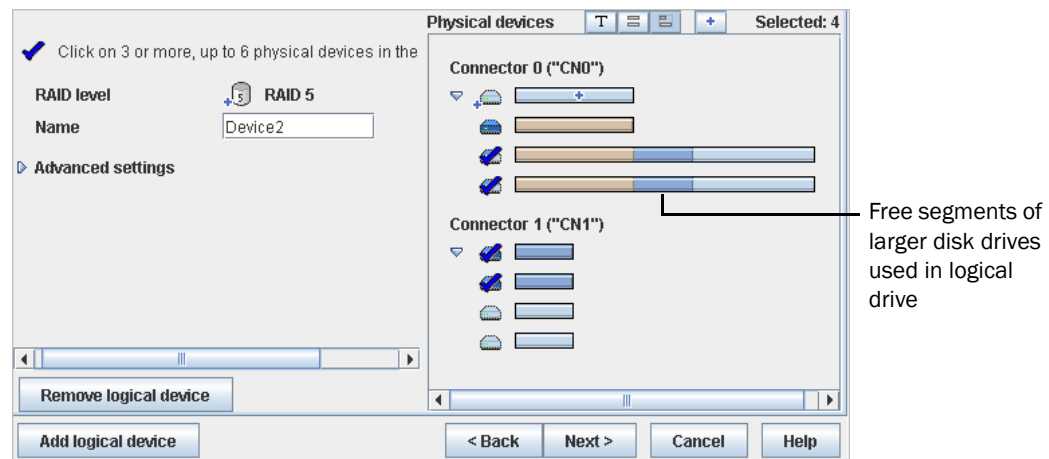 Physical devices T Selected: 4
Click on 3 or more, up to 6 physical devices in the
RAID level 5 RAID 5
Name Device2
Advanced settings
Connector 0 ("CN0")
Connector 1 ("CN1")
Free segments of
larger disk drives
used in logical
drive
Remove logical device
Add logical device
< Back Next > Cancel Help